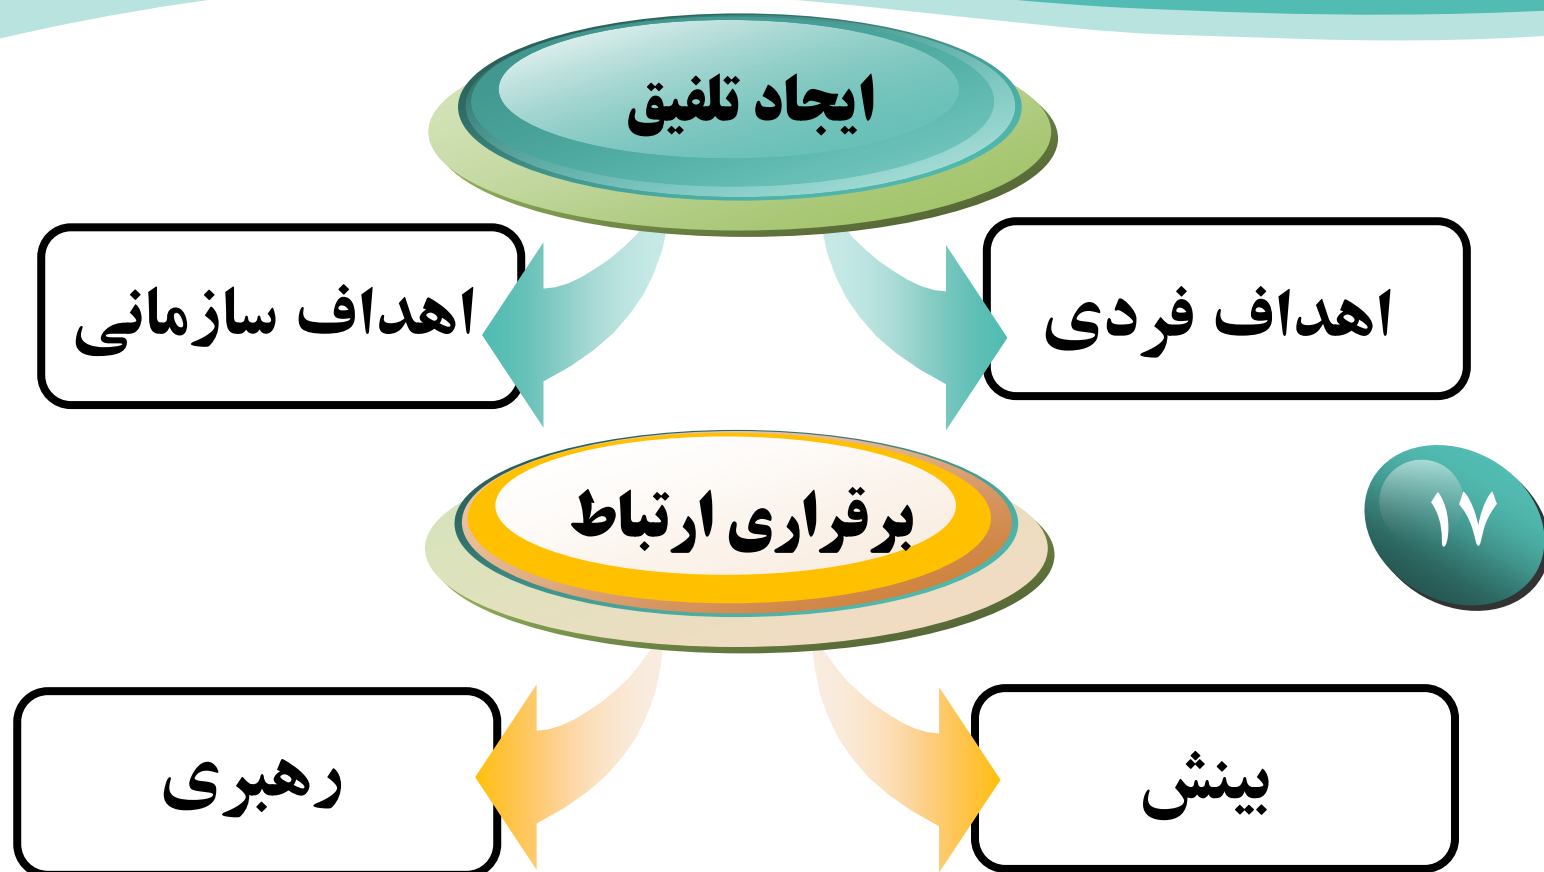 ایجاد تلفیق
اهداف فردی
اهداف سازمانی
برقراری ارتباط
۱۷
بینش
رهبری